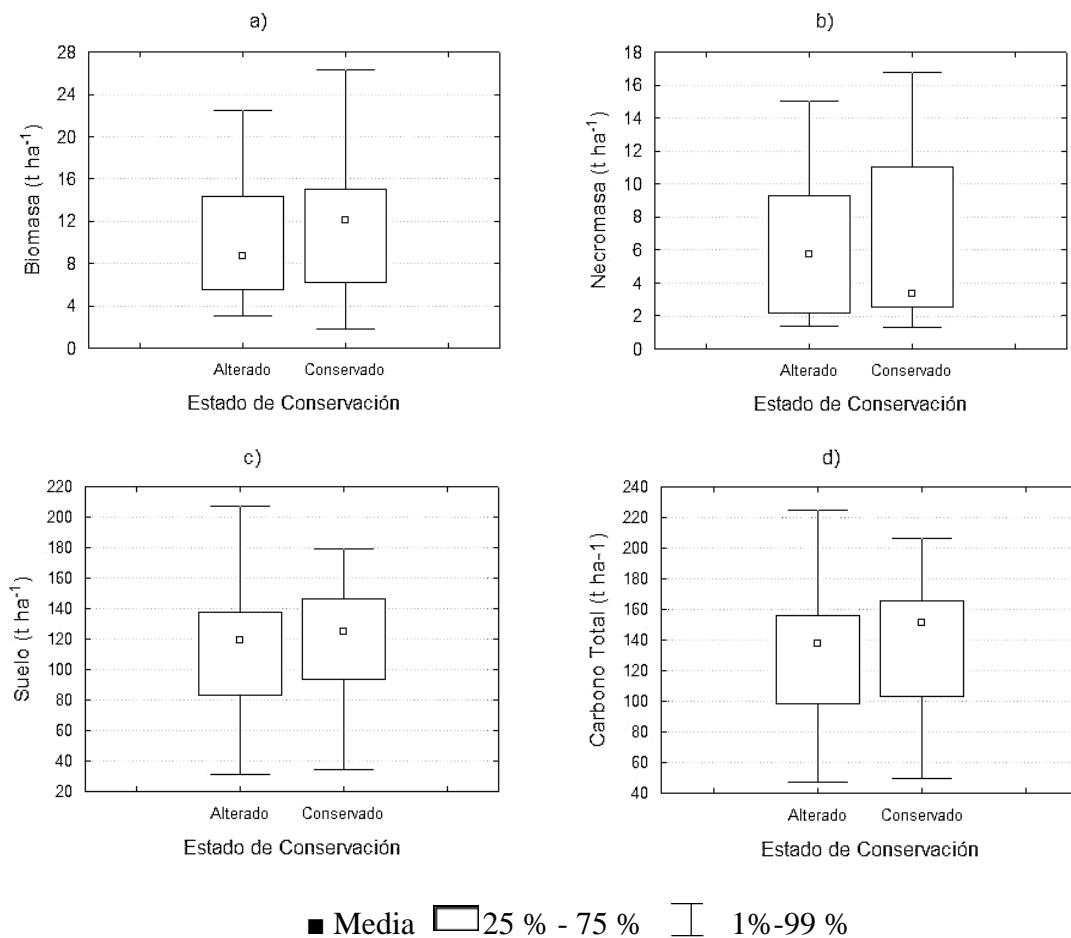 a)
Biomasa (t ha-1)
28
24
20
16
12
8
4
0
Alterado Conservado
Estado de Conservación
b)
Necromasa (t ha-1)
18
16
14
12
10
8
6
4
2
0
Alterado Conservado
Estado de Conservación
c)
Suelo (t ha-1)
220
200
180
160
140
120
100
80
60
40
20
Alterado Conservado
Estado de Conservación
d)
Carbono Total (t ha-1)
240
220
200
180
160
140
120
100
80
60
40
Alterado Conservado
Estado de Conservación
Media 25 % - 75 % 1%-99 %